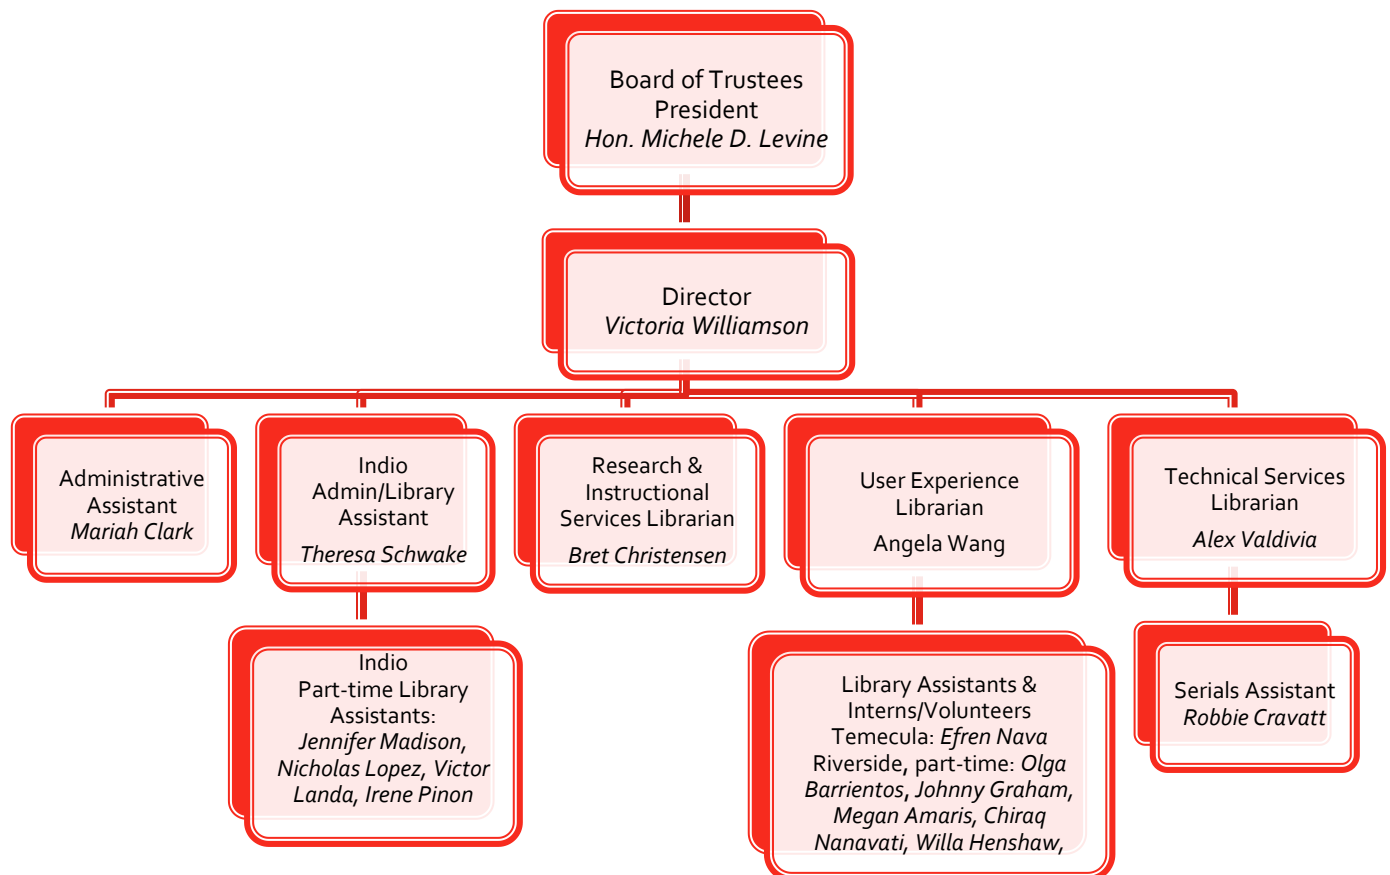 Board of Trustees
President
Hon. Michele D. Levine
Director
Victoria Williamson
Administrative
Assistant
Mariah Clark
Indio
Admin/Library
Assistant
Theresa Schwake
Research &
Instructional
Services Librarian
Bret Christensen
User Experience
Librarian
Angela Wang
Technical Services
Librarian
Alex Valdivia
Indio
Part-time Library
Assistants:
Jennifer Madison,
Nicholas Lopez, Victor
Landa, Irene Pinon
Library Assistants &
Interns/Volunteers
Temecula: Efren Nava
Riverside, part-time: Olga
Barrientos, Johnny Graham,
Megan Amaris, Chiraq
Nanavati, Willa Henshaw,
Serials Assistant
Robbie Cravatt